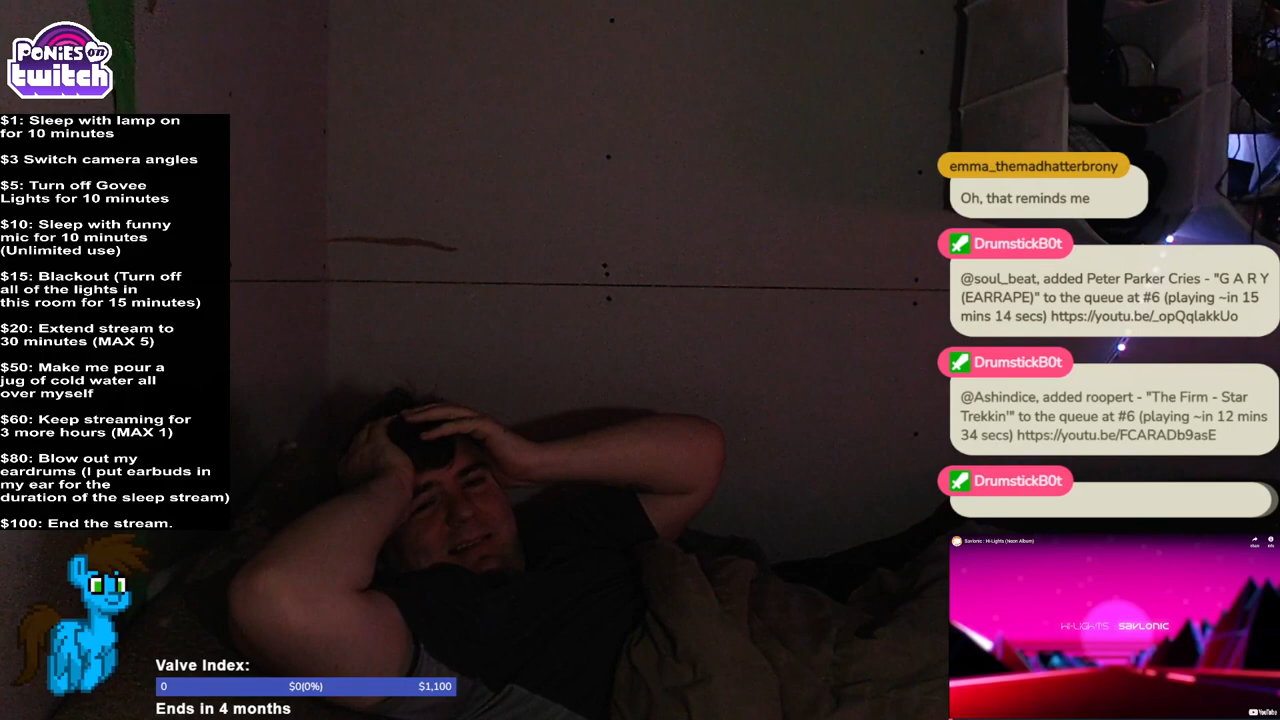 PONiES on
twitch
$1: Sleep with lamp on
for 10 minutes
$3 Switch camera angles
$5: Turn off Govee
Lights for 10 minutes
$10: Sleep with funny
mic for 10 minutes
(Unlimited use)
$15: Blackout (Turn off
all of the lights in
this room for 15 minutes)
$20: Extend stream to
30 minutes (MAX 5)
$50: Make me pour a
jug of cold water all
over myself
$60: Keep streaming for
3 more hours (MAX 1)
$80: Blow out my
eardrums (I put earbuds in
my ear for the
duration of the sleep stream)
$100: End the stream.
Valve Index:
0 $0(0%) $1,100
Ends in 4 months
emma_themadhatterbrony
Oh, that reminds me
DrumstickB0t
@soul_beat, added Peter Parker Cries - "G A R Y
(EARRAPE)" to the queue at #6 (playing ~in 15
mins 14 secs) https://youtu.be/_opQqlakkUo
DrumstickB0t
@Ashindice, added roopert - "The Firm - Star
Trekkin'" to the queue at #6 (playing ~in 12 mins
34 secs) https://youtu.be/FCARADb9asE
DrumstickB0t
Savlonic : Hi-Lights (Neon Album)
HI-LIGHTS SAVLONIC
YouTube